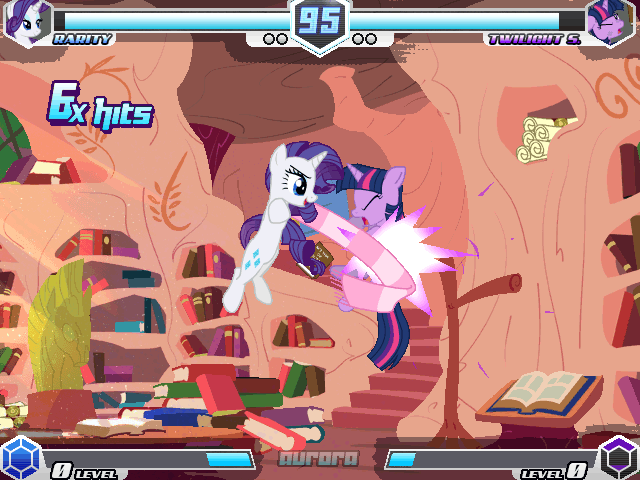 95
RARITY
TWILIGHT S.
6x hits
0 LEVEL
aurora
LEVEL 0